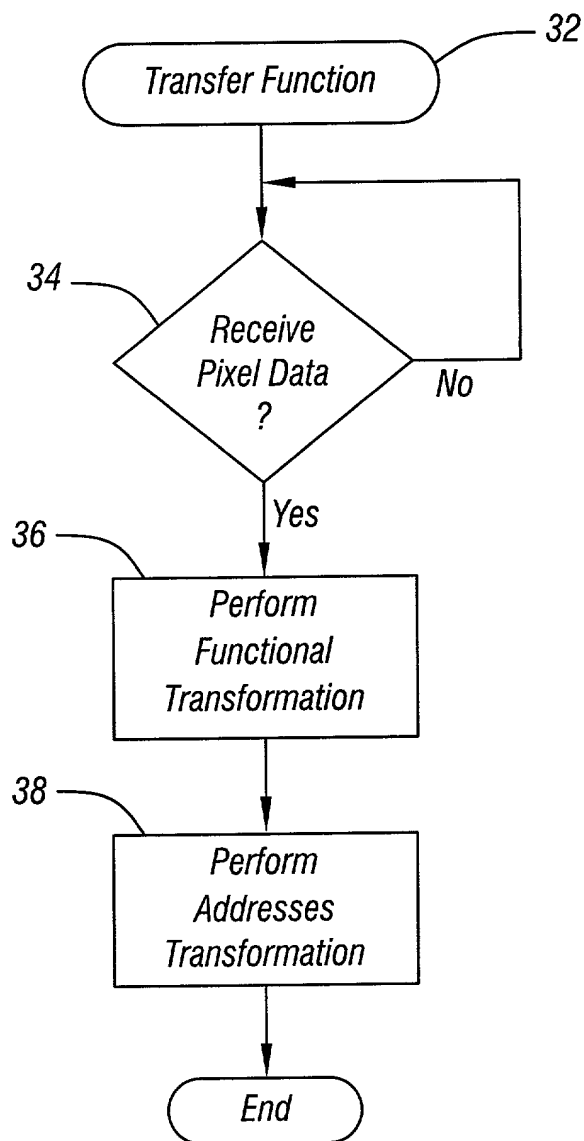 32
Transfer Function
34
Receive
Pixel Data
?
No
Yes
36
Perform
Functional
Transformation
38
Perform
Addresses
Transformation
End